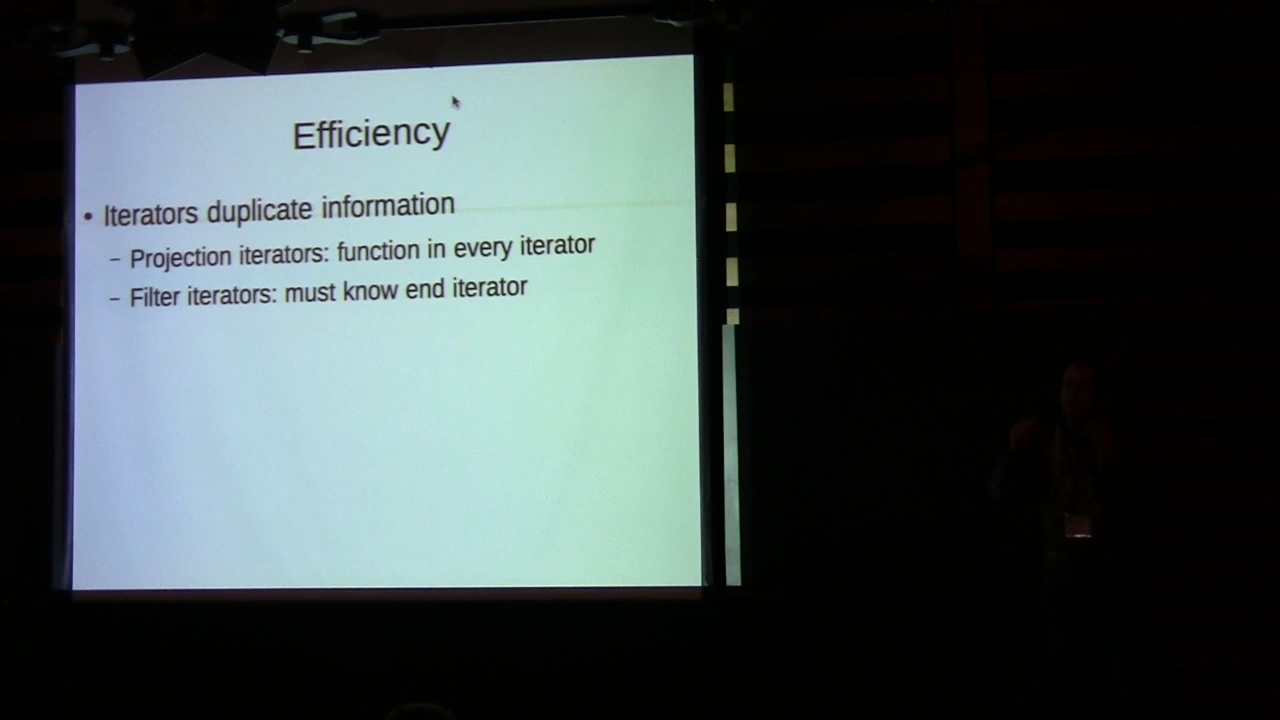 Efficiency
• Iterators duplicate information
– Projection iterators: function in every iterator
– Filter iterators: must know end iterator